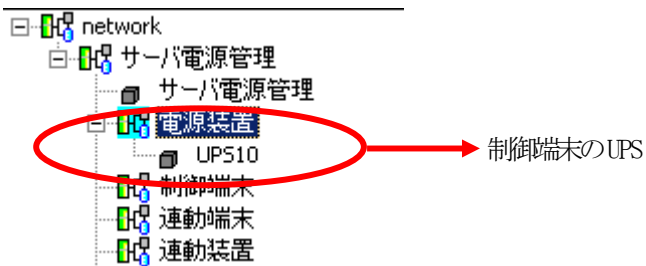 network
サーバ電源管理
サーバ電源管理
電源装置
UPS10
制御端末のUPS
制御端末
連動端末
連動装置